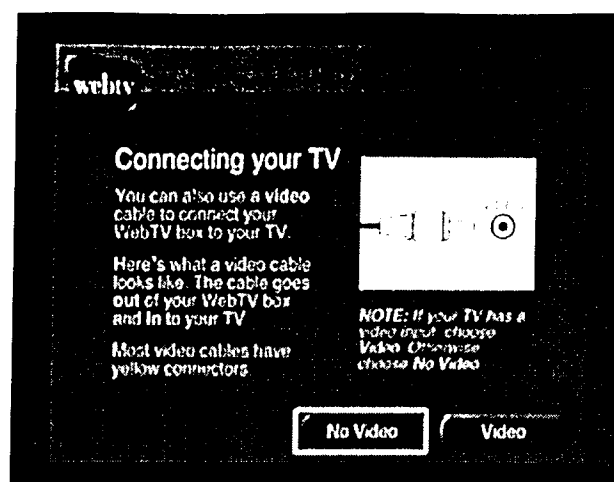 webtv
Connecting your TV
You can also use a video
cable to connect your
WebTV box to your TV.
Here's what a video cable
looks like. The cable goes
out of your WebTV box
and in to your TV
Most video cables have
yellow connectors.
NOTE: If your TV has a
video input, choose
Video. Otherwise
choose No Video
No Video
Video